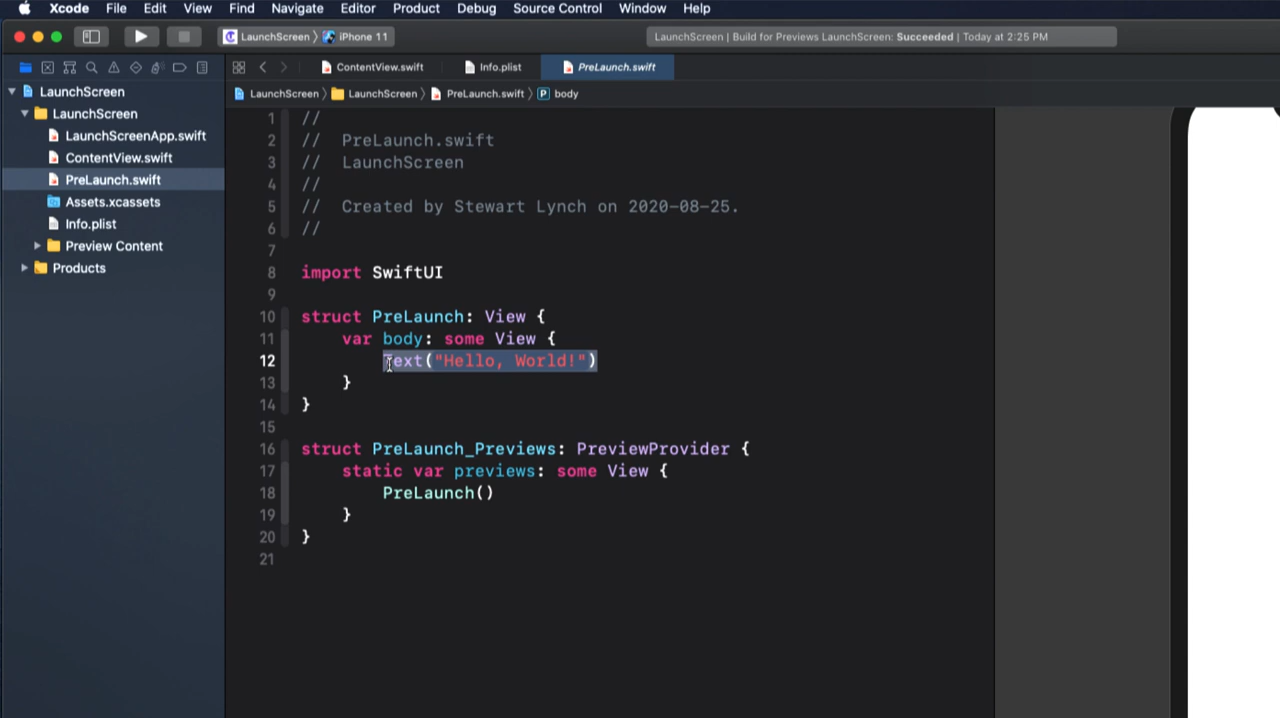 Xcode File Edit View Find Navigate Editor Product Debug Source Control Window Help
LaunchScreen 〉 iPhone 11
LaunchScreen | Build for Previews LaunchScreen: Succeeded | Today at 2:25 PM
ContentView.swift Info.plist PreLaunch.swift
LaunchScreen 〉 LaunchScreen 〉 PreLaunch.swift 〉 P body
LaunchScreen
LaunchScreen
LaunchScreenApp.swift
ContentView.swift
PreLaunch.swift
Assets.xcassets
Info.plist
Preview Content
Products
1 //
2 //  PreLaunch.swift
3 //  LaunchScreen
4 //
5 //  Created by Stewart Lynch on 2020-08-25.
6 //
7
8 import SwiftUI
9
10 struct PreLaunch: View {
11     var body: some View {
12         Text("Hello, World!")
13     }
14 }
15
16 struct PreLaunch_Previews: PreviewProvider {
17     static var previews: some View {
18         PreLaunch()
19     }
20 }
21